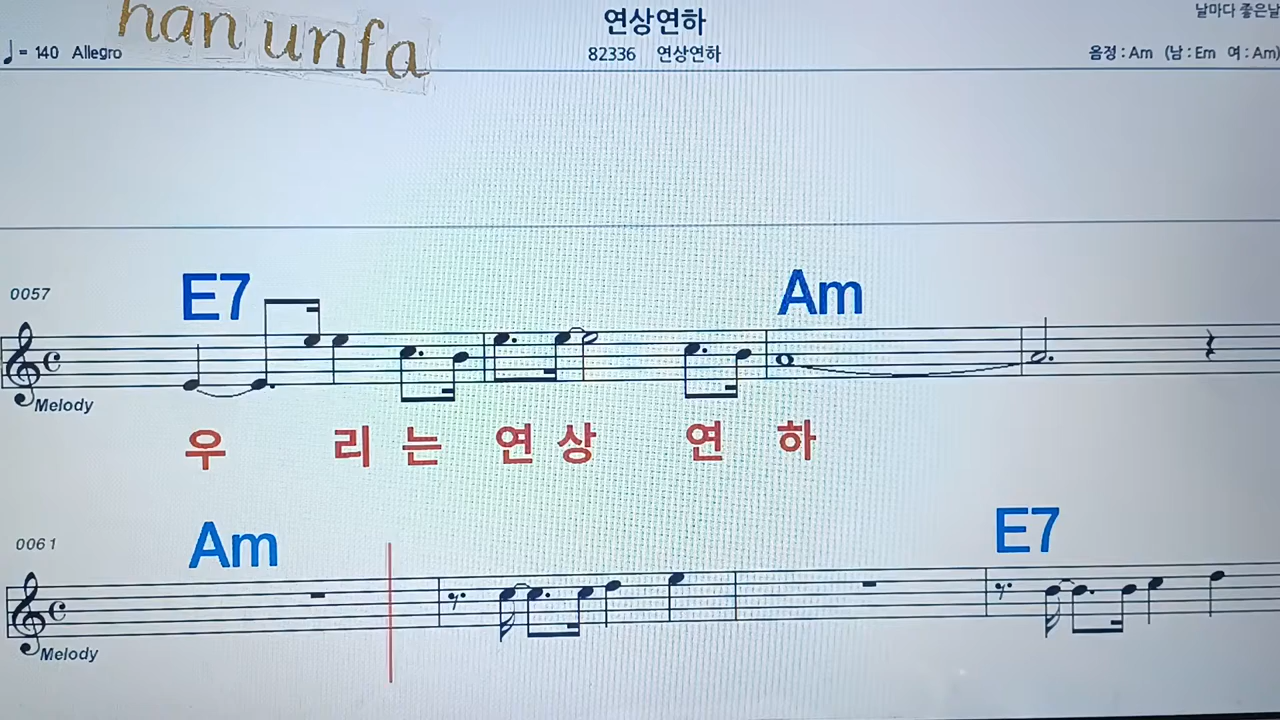 han unfa
연상연하
날마다 좋은날
♩= 140 Allegro
82336 연상연하
음정 : Am (남 : Em 여 : Am)
E7 Am
0057
Melody
우 리 는 연 상 연 하
Am E7
0061
Melody